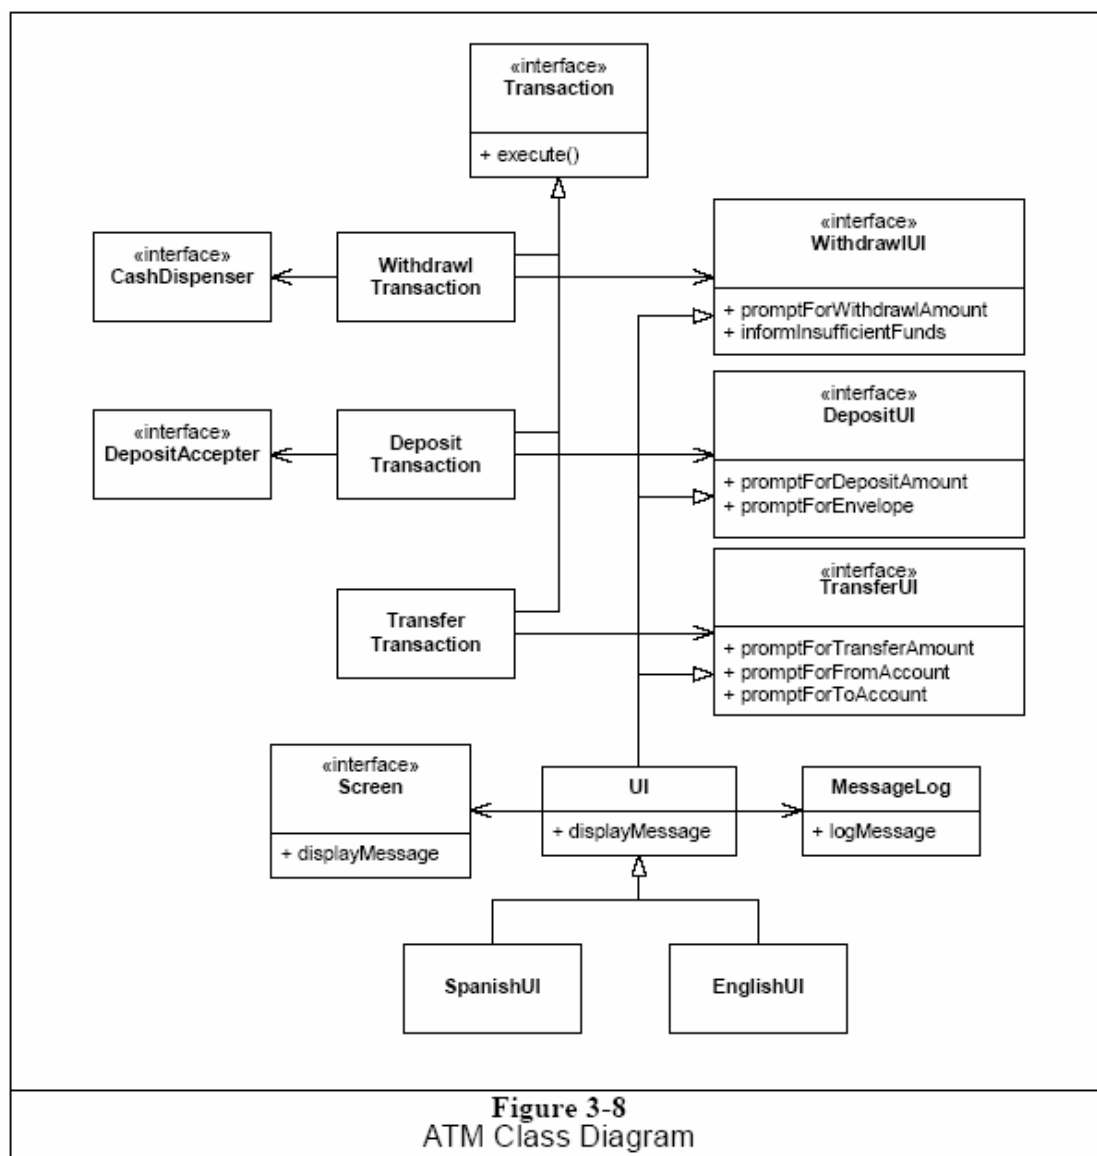 «interface»
Transaction
+ execute()
«interface»
CashDispenser
Withdrawl
Transaction
«interface»
WithdrawlUI
+ promptForWithdrawlAmount
+ informInsufficientFunds
«interface»
DepositAccepter
Deposit
Transaction
«interface»
DepositUI
+ promptForDepositAmount
+ promptForEnvelope
Transfer
Transaction
«interface»
TransferUI
+ promptForTransferAmount
+ promptForFromAccount
+ promptForToAccount
«interface»
Screen
+ displayMessage
UI
+ displayMessage
MessageLog
+ logMessage
SpanishUI
EnglishUI
Figure 3-8
ATM Class Diagram